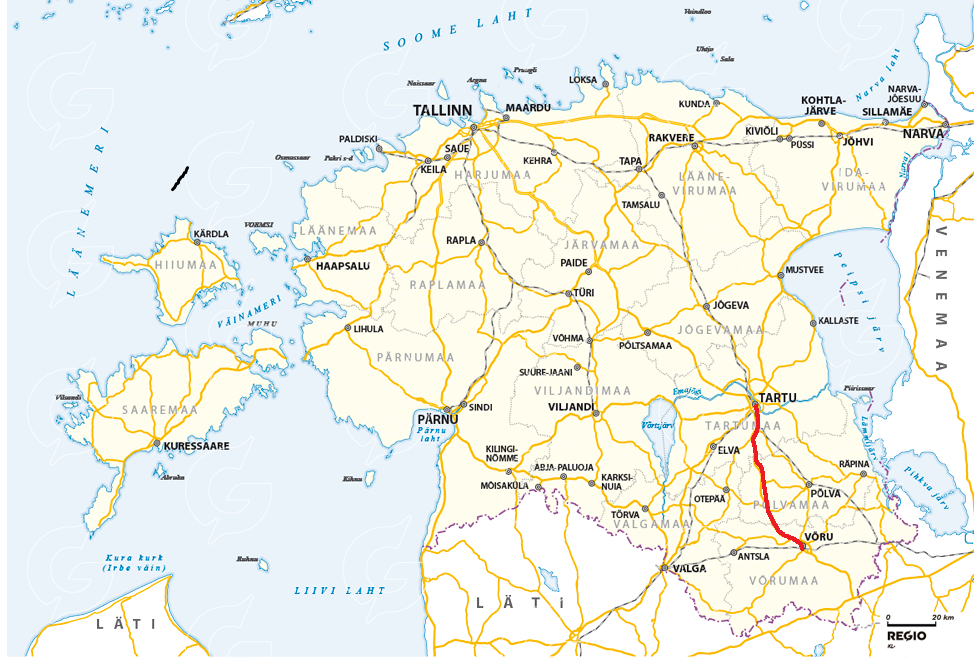 SOOME LAHT
Vaindloo
Uhtju
Sala
Prangli
Aegna
Naissaar
LOKSA
TALLINN
MAARDU
KUNDA
KOHTLA-
JÄRVE
SILLAMÄE
NARVA-
JÕESUU
Narva laht
NARVA
Narva
PALDISKI
Pakri s-d
Osmussaar
SAUE
KEILA
HARJUMAA
KEHRA
TAPA
RAKVERE
KIVIÕLI
PÜSSI
JÕHVI
LÄÄNE-
VIRUMAA
IDA-
VIRUMAA
TAMSALU
LÄÄNEMERI
VORMSI
KÄRDLA
HIIUMAA
LÄÄNEMAA
HAAPSALU
RAPLA
RAPLAMAA
JÄRVAMAA
PAIDE
TÜRI
MUSTVEE
Peipsi järv
VENEMAA
VÄINAMERI
MUHU
LIHULA
PÄRNUMAA
VÕHMA
PÕLTSAMAA
JÕGEVA
JÕGEVAMAA
KALLASTE
SUURE-JAANI
VILJANDIMAA
VILJANDI
Emajõgi
TARTU
TARTUMAA
Piirissaar
Lämmijärv
Vilsandi
SAAREMAA
KURESSAARE
Abruka
SINDI
PÄRNU
Pärnu
laht
Võrtsjärv
ELVA
RÄPINA
Pihkva järv
KILINGI-
NÕMME
ABJA-PALUOJA
MÕISAKÜLA
KARKSI-
NUIA
Kihnu
OTEPÄÄ
PÕLVA
PÕLVAMAA
TÕRVA
VALGAMAA
VÕRU
ANTSLA
VALGA
VÕRUMAA
Kura kurk
(Irbe väin)
Ruhnu
LIIVI LAHT
LÄTI
LÄTI
0 20 km
REGIO
KL